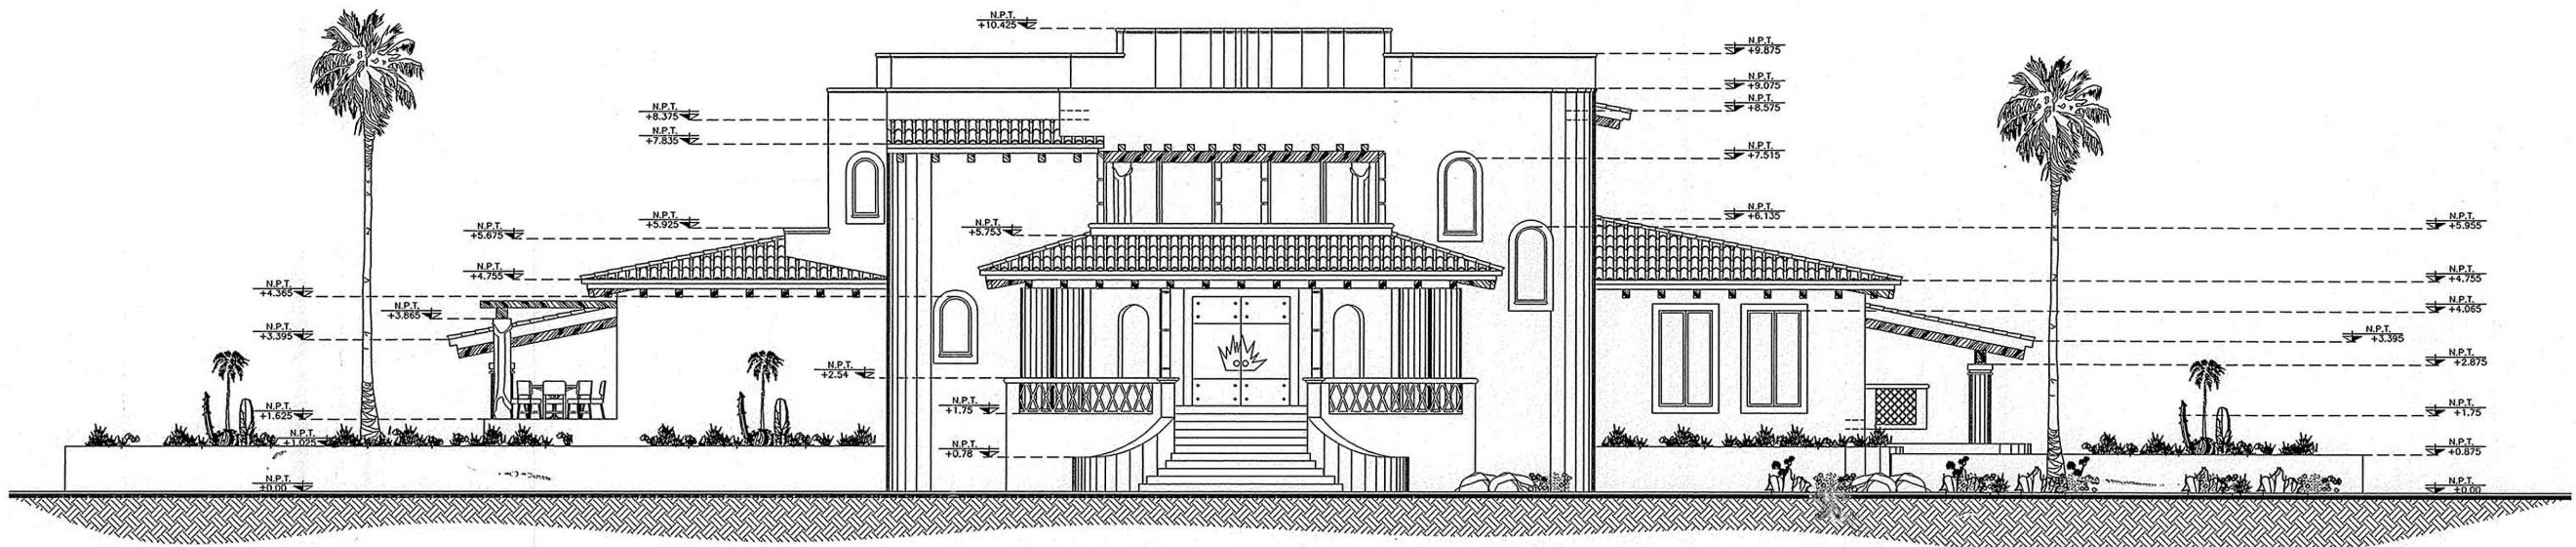 N.P.T.
+10.425
N.P.T.
+9.875
N.P.T.
+9.075
N.P.T.
+8.575
N.P.T.
+8.375
N.P.T.
+7.835
N.P.T.
+7.515
N.P.T.
+6.135
N.P.T.
+5.925
N.P.T.
+5.955
N.P.T.
+5.675
N.P.T.
+5.753
N.P.T.
+4.755
N.P.T.
+4.755
N.P.T.
+4.365
N.P.T.
+3.865
N.P.T.
+4.065
N.P.T.
+3.395
N.P.T.
+3.395
N.P.T.
+2.875
N.P.T.
+2.54
N.P.T.
+1.75
N.P.T.
+1.75
N.P.T.
+1.625
N.P.T.
+1.025
N.P.T.
+0.78
N.P.T.
+0.875
N.P.T.
±0.00
N.P.T.
±0.00